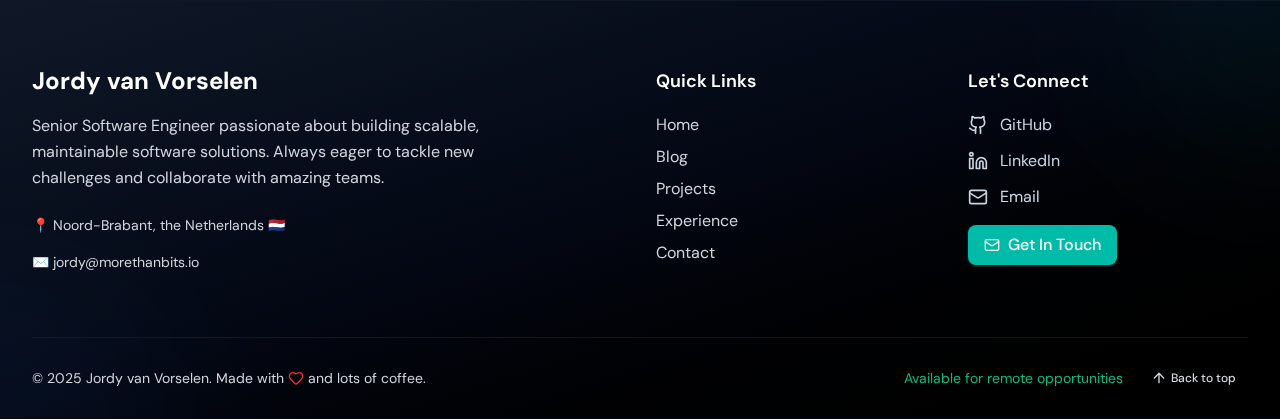 Jordy van Vorselen
Senior Software Engineer passionate about building scalable,
maintainable software solutions. Always eager to tackle new
challenges and collaborate with amazing teams.
📍 Noord-Brabant, the Netherlands 🇳🇱
✉️ jordy@morethanbits.io
Quick Links
Home
Blog
Projects
Experience
Contact
Let's Connect
GitHub
LinkedIn
Email
Get In Touch
© 2025 Jordy van Vorselen. Made with and lots of coffee.
Available for remote opportunities
Back to top